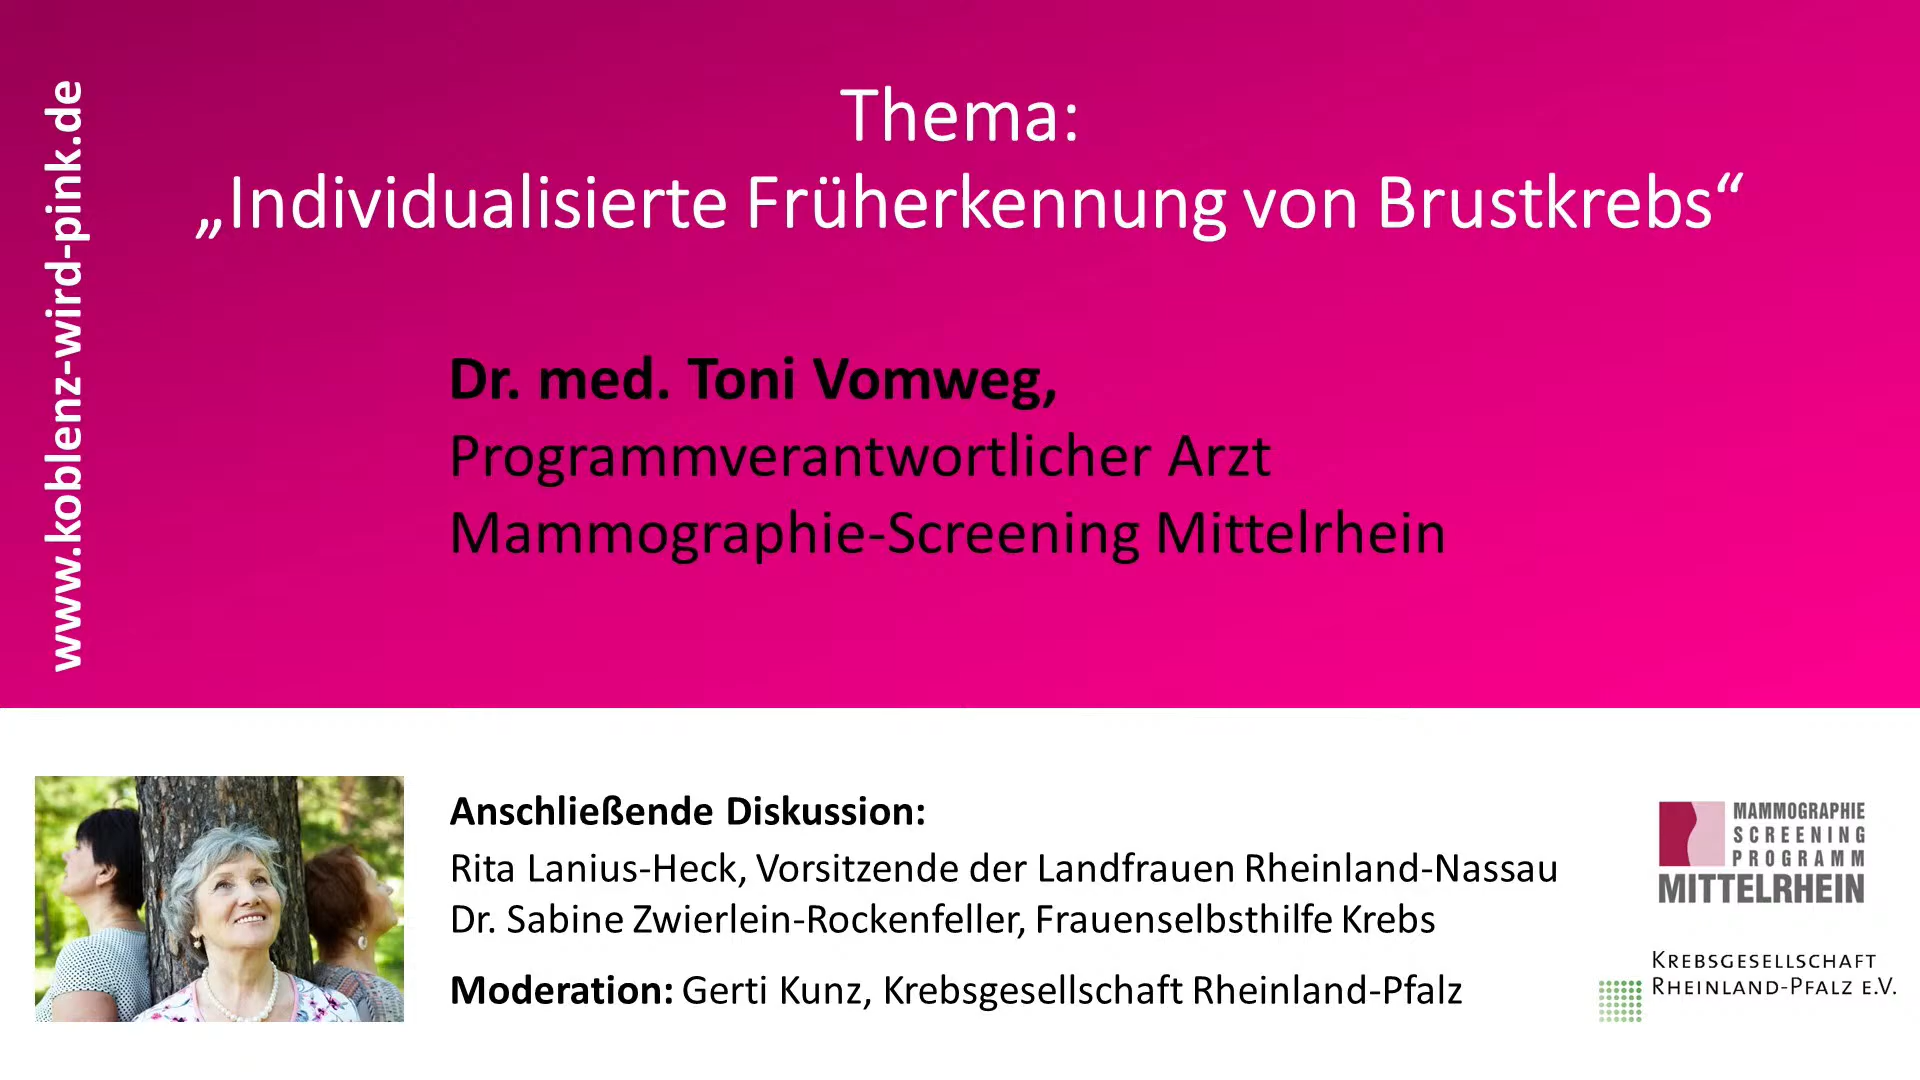 www.koblenz-wird-pink.de
Thema:
„Individualisierte Früherkennung von Brustkrebs“
Dr. med. Toni Vomweg,
Programmverantwortlicher Arzt
Mammographie-Screening Mittelrhein
Anschließende Diskussion:
Rita Lanius-Heck, Vorsitzende der Landfrauen Rheinland-Nassau
Dr. Sabine Zwierlein-Rockenfeller, Frauenselbsthilfe Krebs
Moderation: Gerti Kunz, Krebsgesellschaft Rheinland-Pfalz
MAMMOGRAPHIE
SCREENING
PROGRAMM
MITTELRHEIN
KREBSGESELLSCHAFT
RHEINLAND-PFALZ E.V.